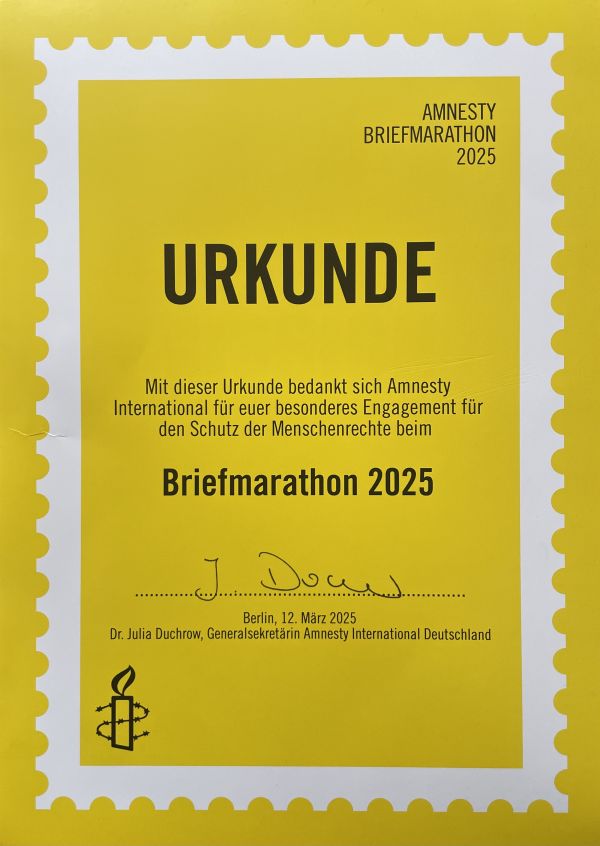 AMNESTY
BRIEFMARATHON
2025
URKUNDE
Mit dieser Urkunde bedankt sich Amnesty
International für euer besonderes Engagement für
den Schutz der Menschenrechte beim
Briefmarathon 2025
Berlin, 12. März 2025
Dr. Julia Duchrow, Generalsekretärin Amnesty International Deutschland